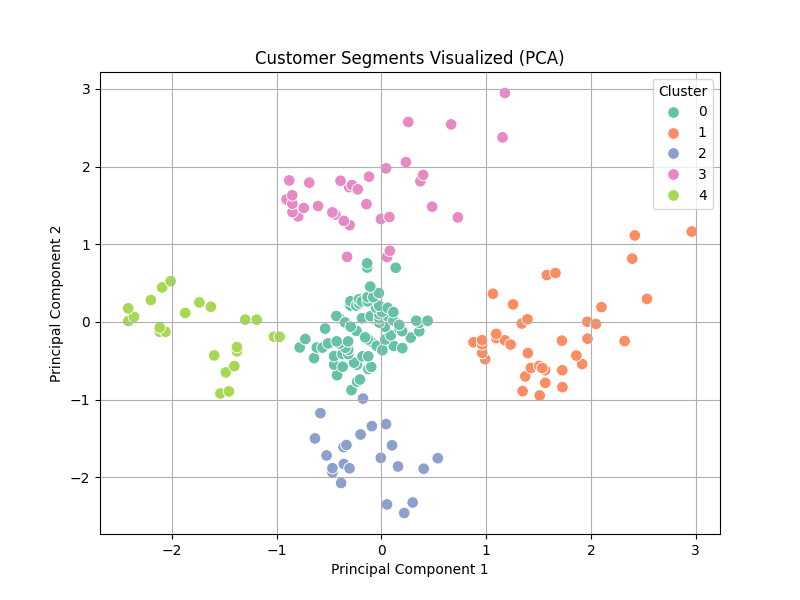 Customer Segments Visualized (PCA)
Cluster
0
1
2
3
4
3
2
1
0
−1
−2
Principal Component 2
−2 −1 0 1 2 3
Principal Component 1